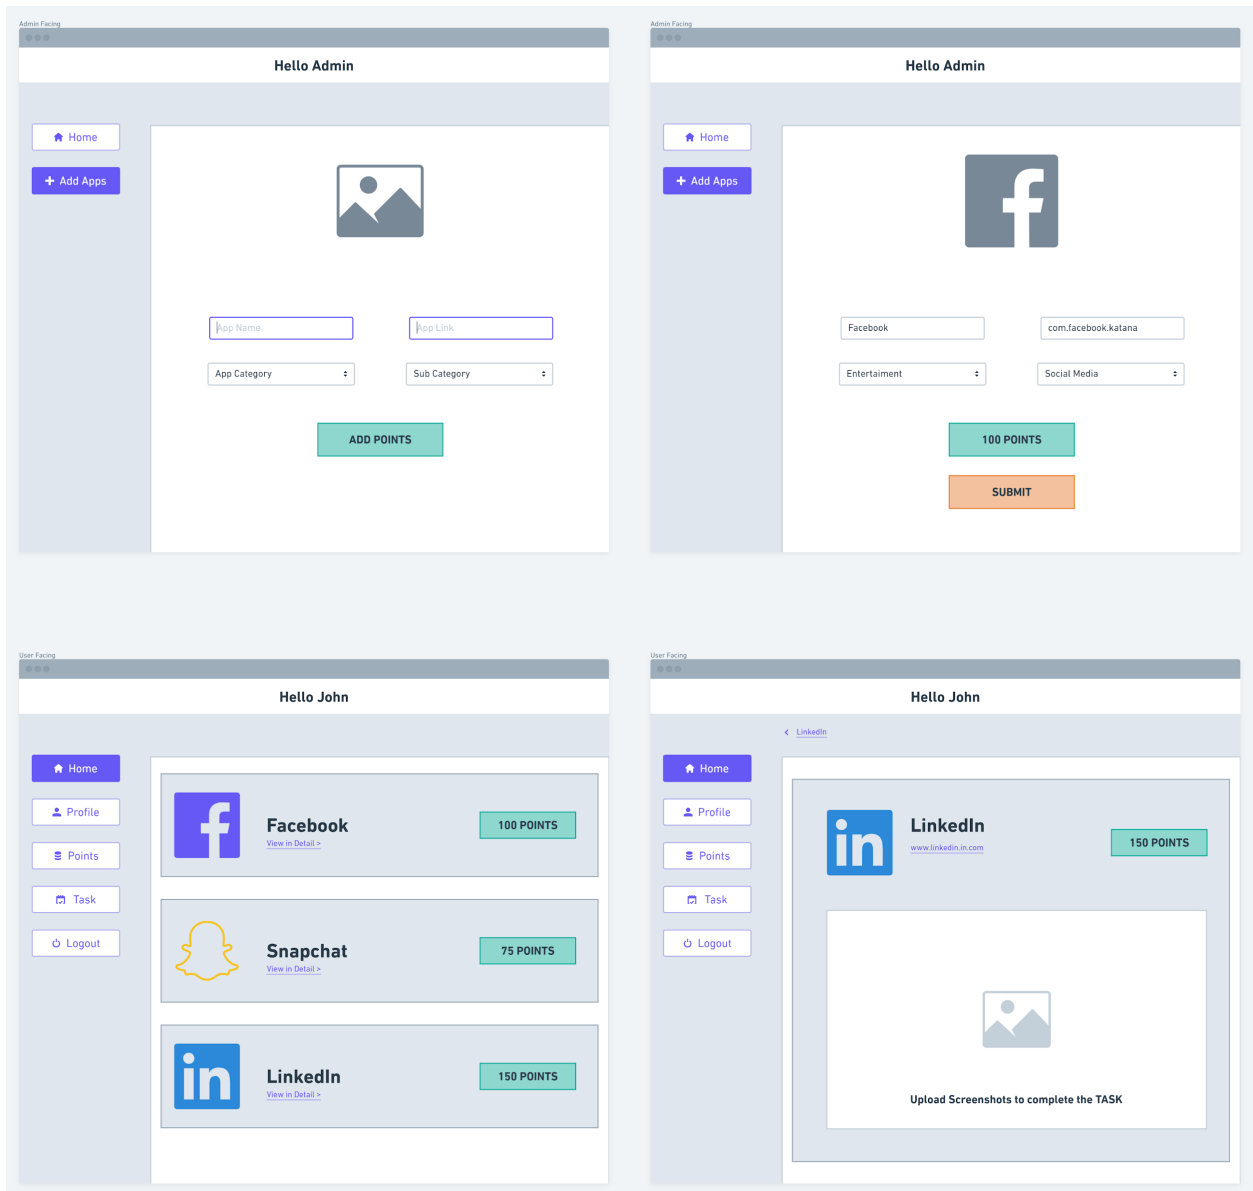 Admin Facing
Hello Admin
Home
Add Apps
App Name
App Link
App Category
Sub Category
ADD POINTS
Admin Facing
Hello Admin
Home
Add Apps
Facebook
com.facebook.katana
Entertaiment
Social Media
100 POINTS
SUBMIT
User Facing
Hello John
Home
Profile
Points
Task
Logout
Facebook
View in Detail >
100 POINTS
Snapchat
View in Detail >
75 POINTS
LinkedIn
View in Detail >
150 POINTS
User Facing
Hello John
LinkedIn
Home
Profile
Points
Task
Logout
LinkedIn
www.linkedin.in.com
150 POINTS
Upload Screenshots to complete the TASK